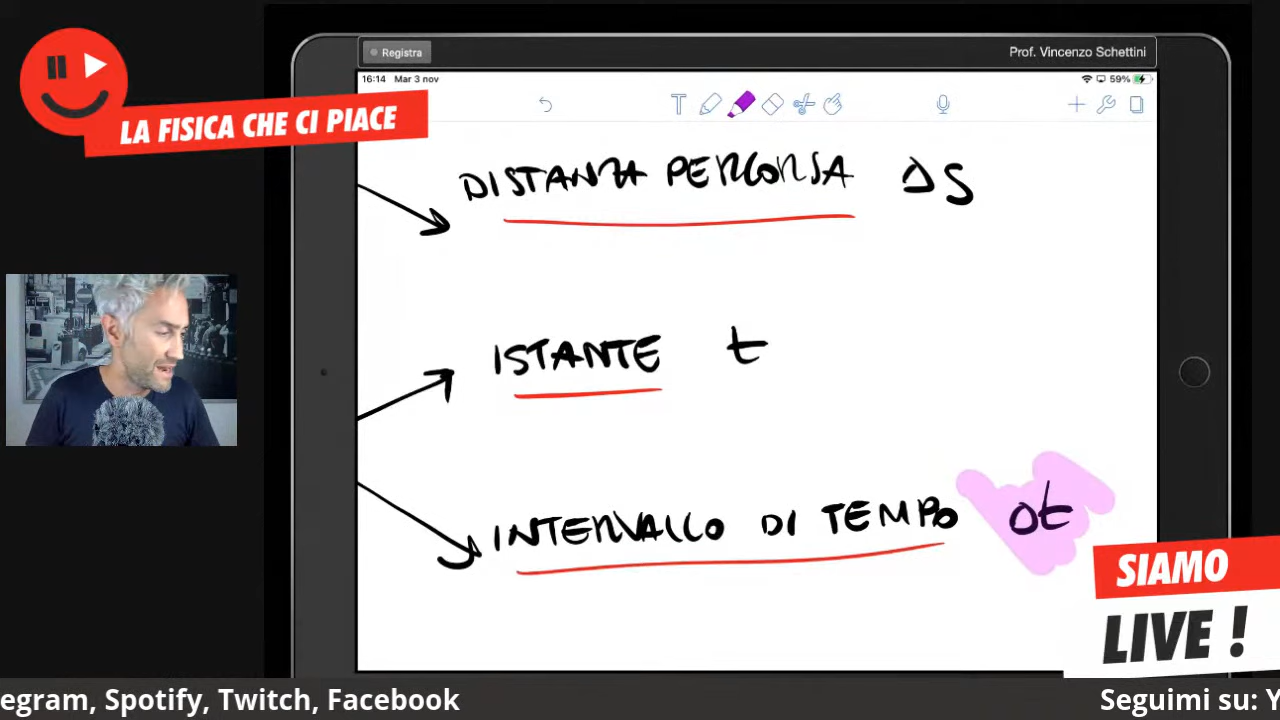 Registra
Prof. Vincenzo Schettini
16:14 Mar 3 nov
59%
LA FISICA CHE CI PIACE
DISTANZA PERCORSA ΔS
ISTANTE t
INTERVALLO DI TEMPO Δt
SIAMO
LIVE !
egram, Spotify, Twitch, Facebook
Seguimi su: Y